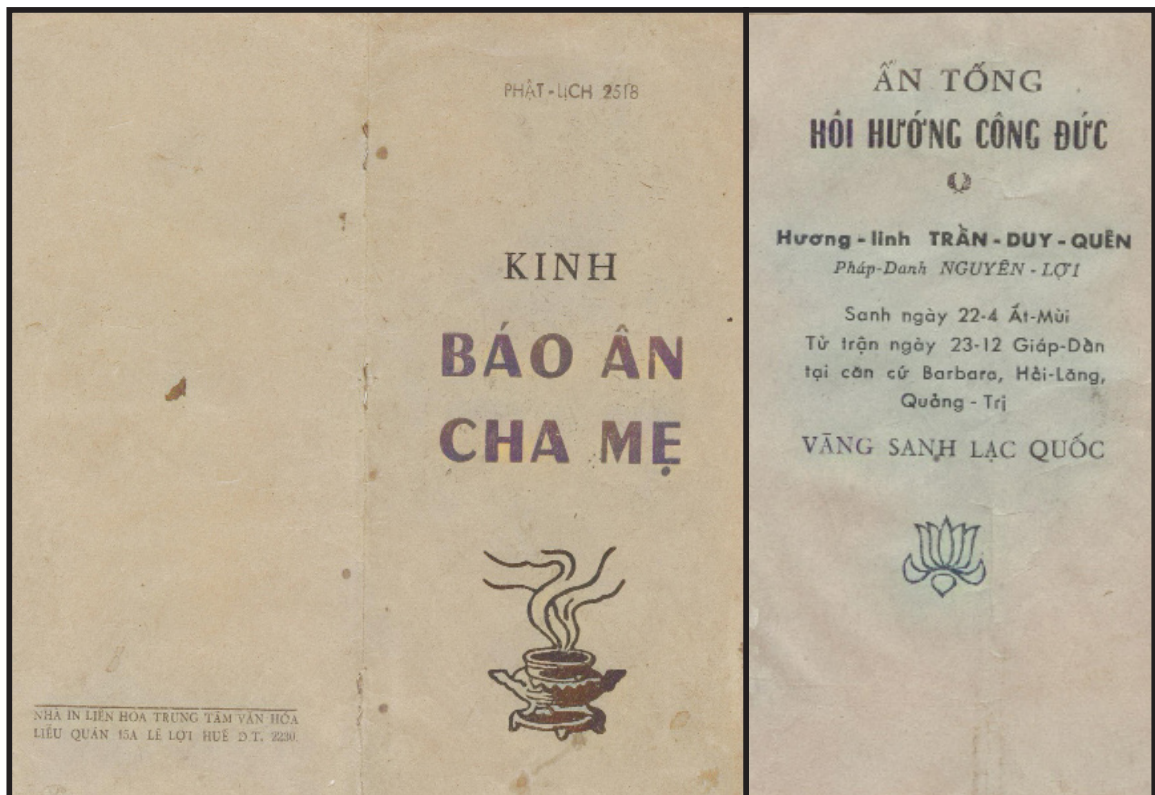 PHẬT-LỊCH 2518
KINH
BÁO ÂN
CHA MẸ
NHÀ IN LIÊN HOA TRUNG TÂM VĂN HÓA
LIỄU QUÁN 15A LÊ LỢI HUẾ D.T. 2230.
ẤN TỐNG
HỒI HƯỚNG CÔNG ĐỨC
Hương-linh TRẦN-DUY-QUÊN
Pháp-Danh NGUYÊN-LỢI
Sanh ngày 22-4 Ất-Mùi
Tử trận ngày 23-12 Giáp-Dần
tại căn cứ Barbara, Hải-Lăng,
Quảng-Trị
VÃNG SANH LẠC QUỐC